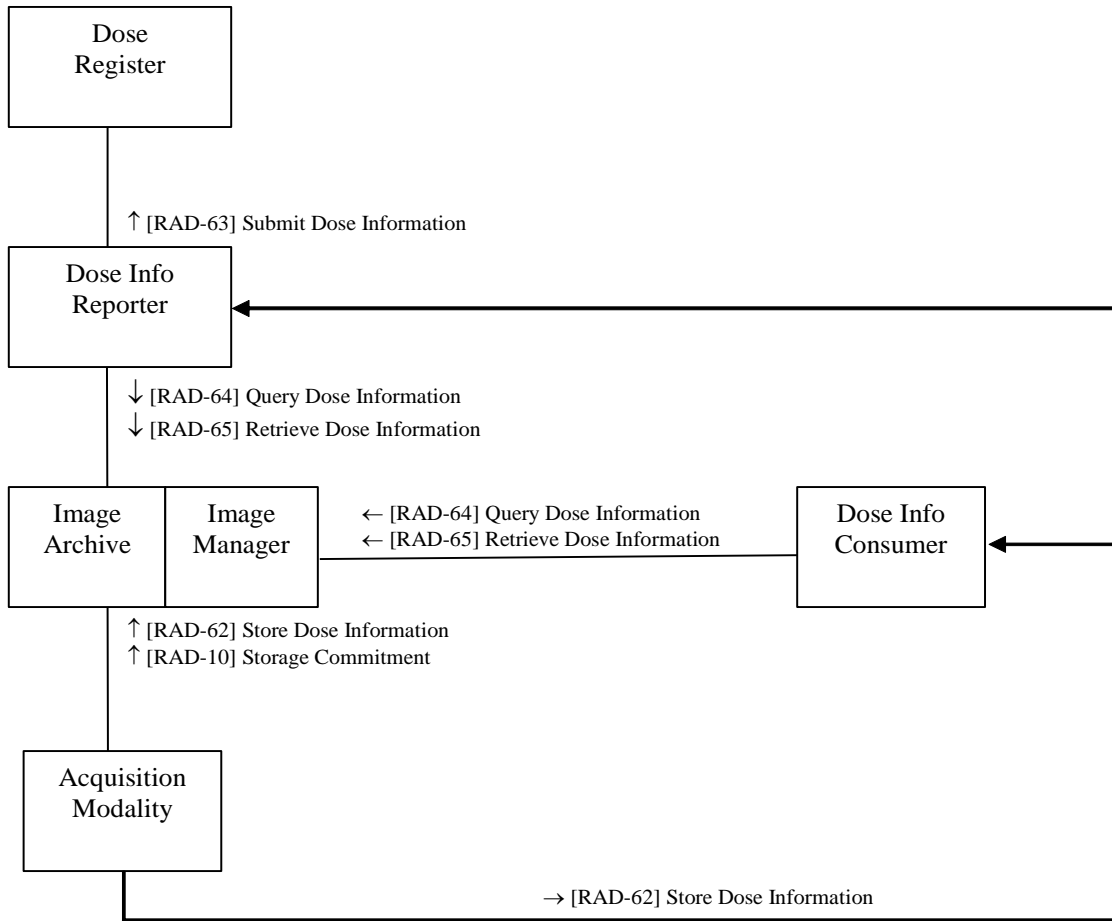 Dose
Register
↑ [RAD-63] Submit Dose Information
Dose Info
Reporter
↓ [RAD-64] Query Dose Information
↓ [RAD-65] Retrieve Dose Information
Image
Archive
Image
Manager
← [RAD-64] Query Dose Information
← [RAD-65] Retrieve Dose Information
Dose Info
Consumer
↑ [RAD-62] Store Dose Information
↑ [RAD-10] Storage Commitment
Acquisition
Modality
→ [RAD-62] Store Dose Information